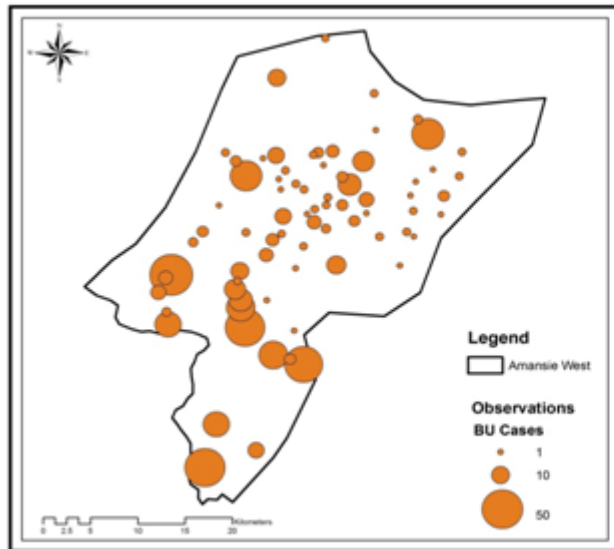 N
W
E
S
Legend
Amansie West
Observations
BU Cases
1
10
50
Kilometers
0 2.5 5 10 15 20